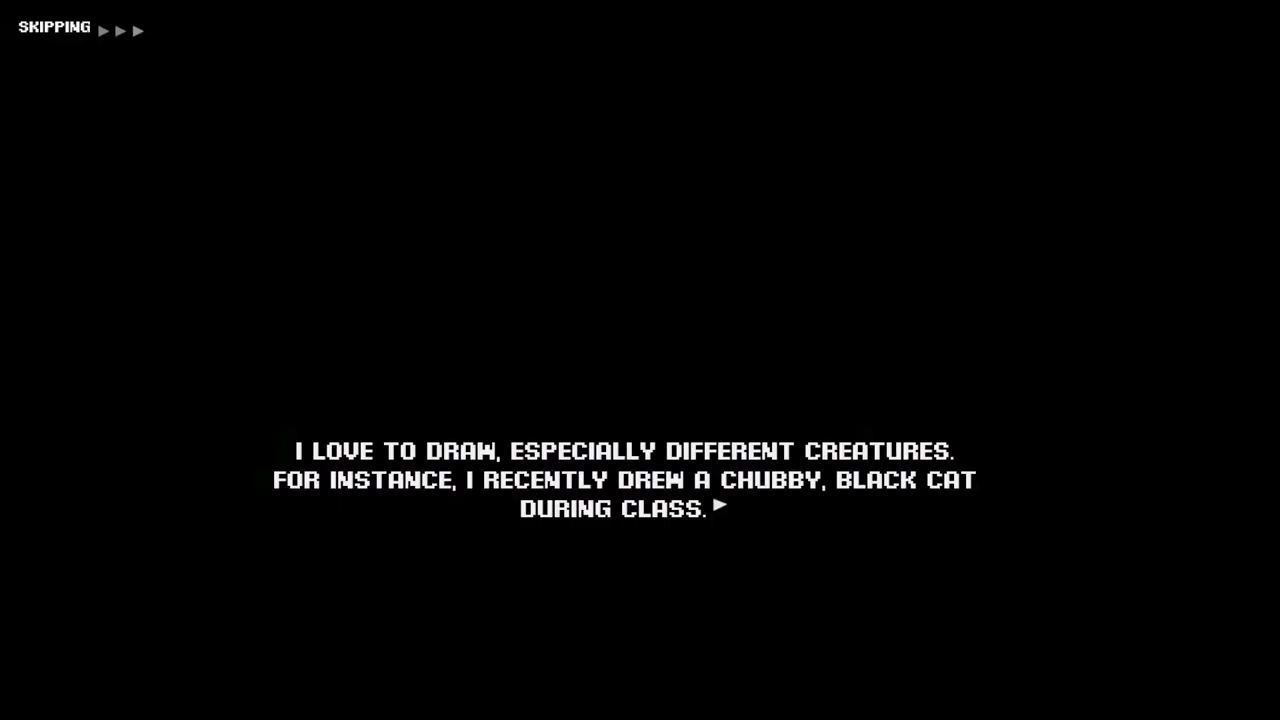 SKIPPING
I LOVE TO DRAW, ESPECIALLY DIFFERENT CREATURES.
FOR INSTANCE, I RECENTLY DREW A CHUBBY, BLACK CAT
DURING CLASS.